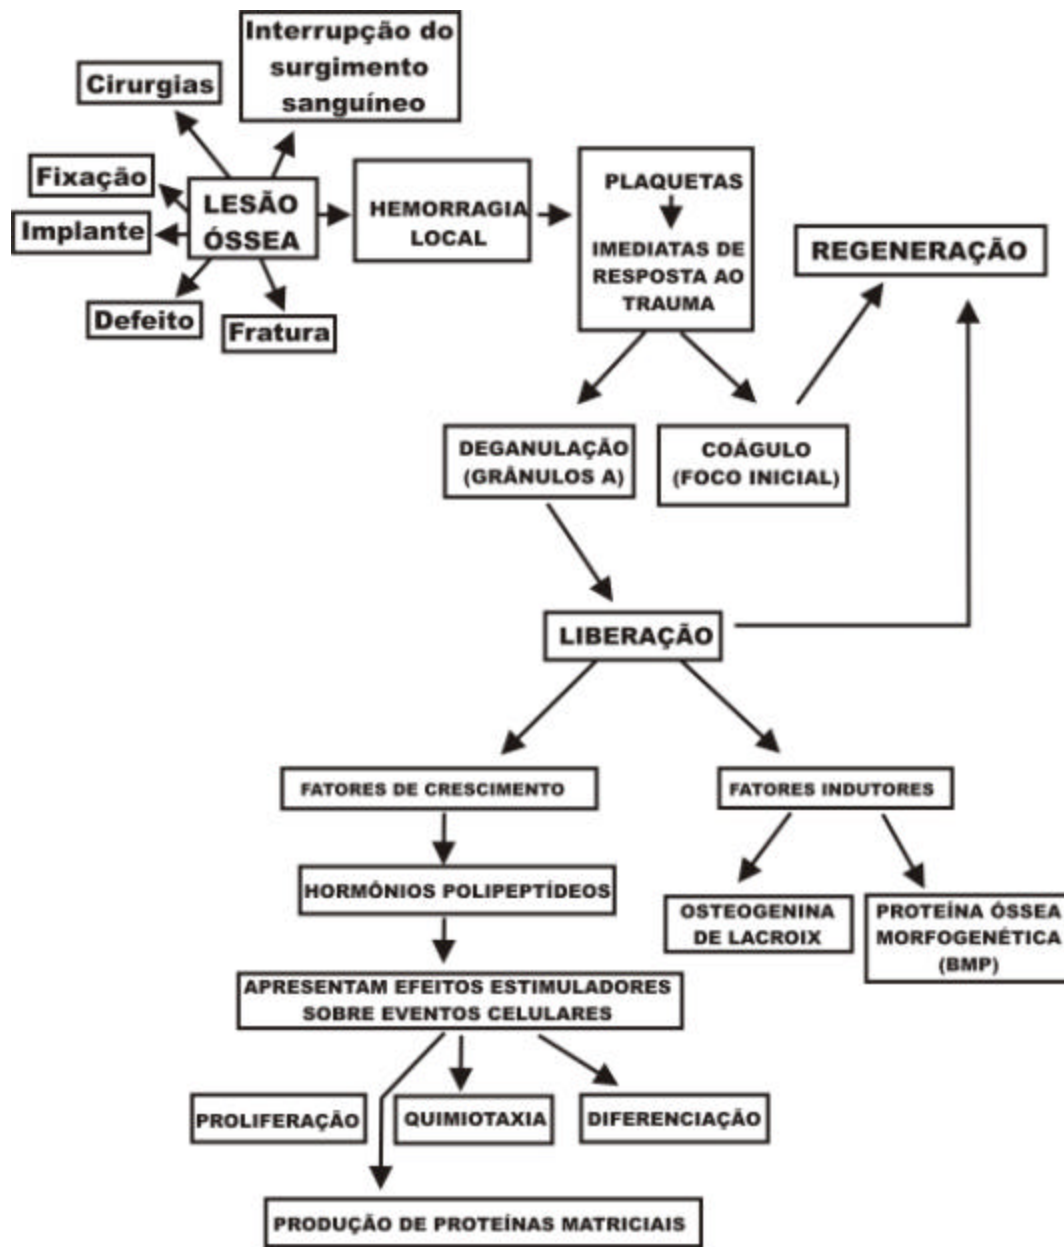 Interrupção do
surgimento
sanguíneo
Cirurgias
Fixação
Implante
LESÃO
ÓSSEA
Defeito
Fratura
HEMORRAGIA
LOCAL
PLAQUETAS
IMEDIATAS DE
RESPOSTA AO
TRAUMA
REGENERAÇÃO
DEGANULAÇÃO
(GRÂNULOS A)
COÁGULO
(FOCO INICIAL)
LIBERAÇÃO
FATORES DE CRESCIMENTO
FATORES INDUTORES
HORMÔNIOS POLIPEPTÍDEOS
OSTEOGENINA
DE LACROIX
PROTEÍNA ÓSSEA
MORFOGENÉTICA
(BMP)
APRESENTAM EFEITOS ESTIMULADORES
SOBRE EVENTOS CELULARES
PROLIFERAÇÃO
QUIMIOTAXIA
DIFERENCIAÇÃO
PRODUÇÃO DE PROTEÍNAS MATRICIAIS